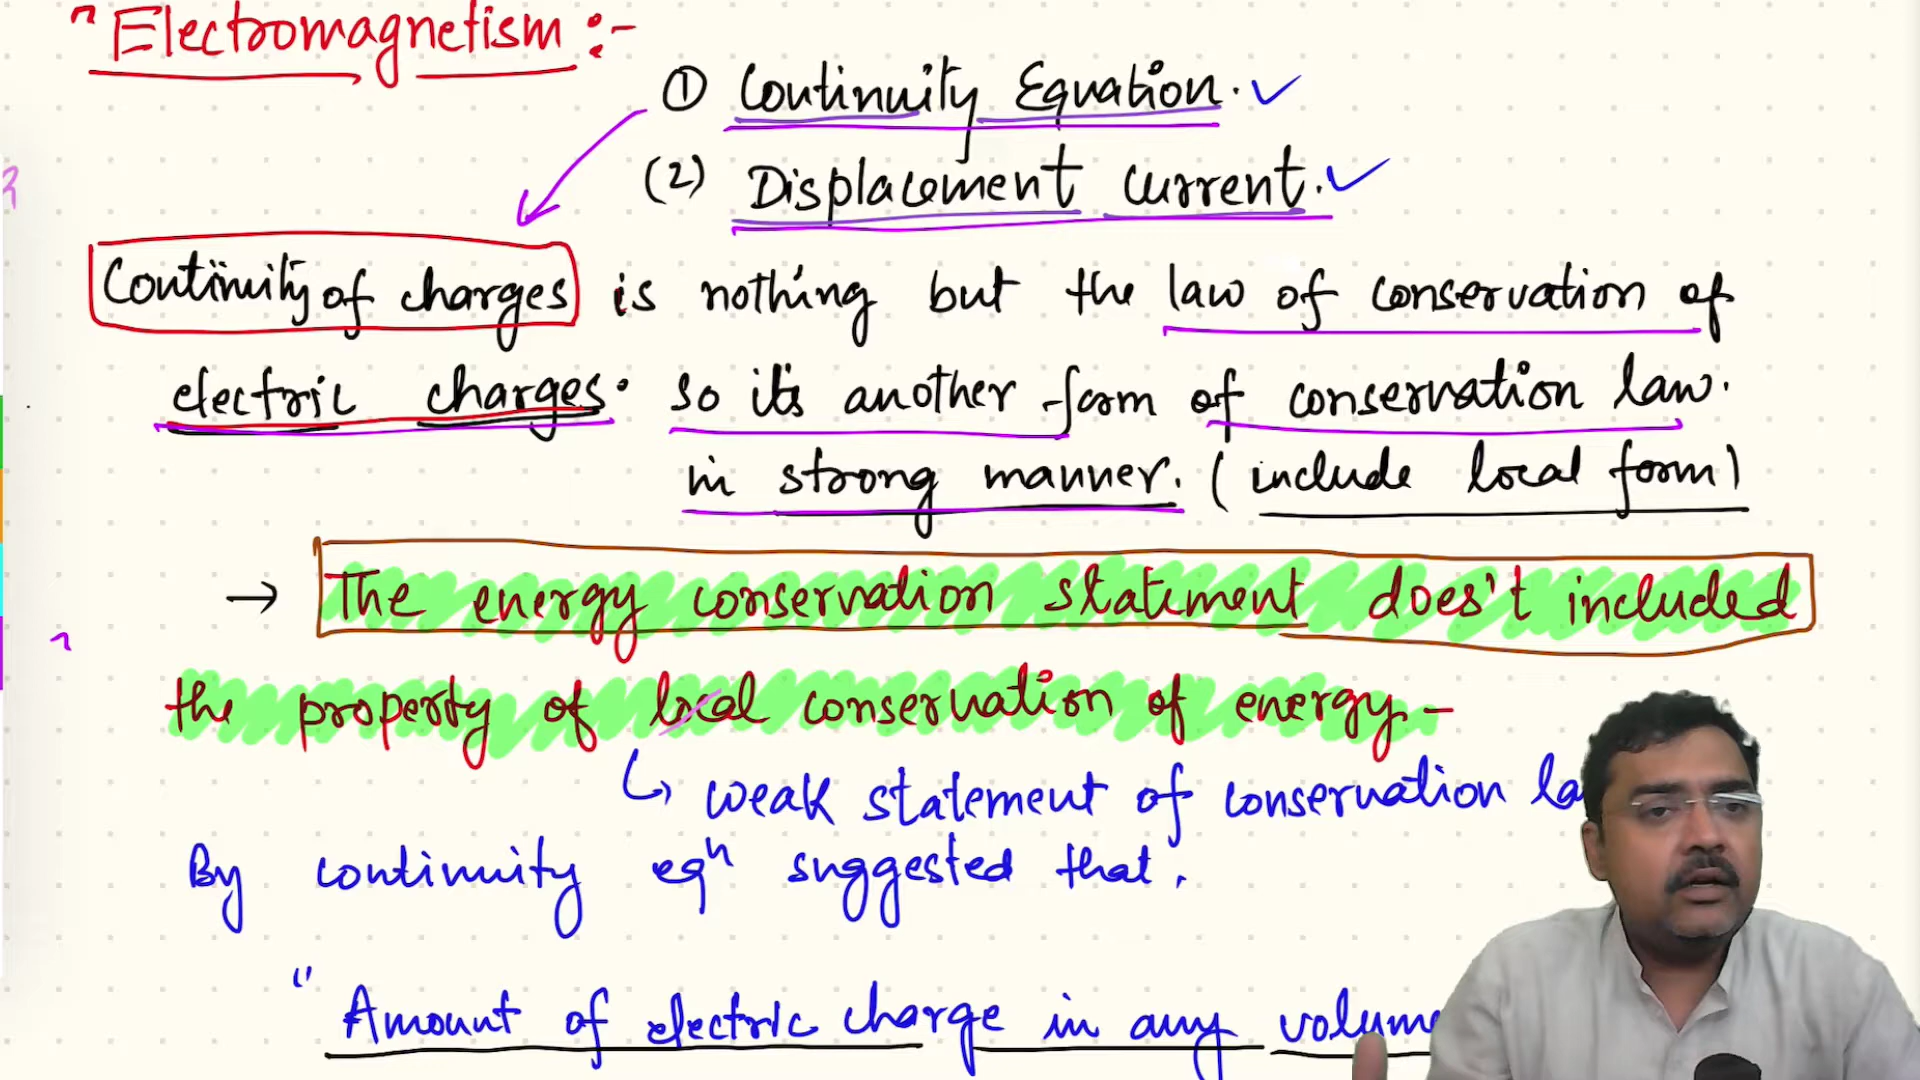 "Electromagnetism :-
① Continuity Equation.
(2) Displacement current.
Continuity of charges is nothing but the law of conservation of
electric charges. so it's another form of conservation law.
in strong manner. (include local form)
→ The energy conservation statement does't included
the property of local conservation of energy -
↳ weak statement of conservation
By continuity eqⁿ suggested that,
" Amount of electric charge in any volume